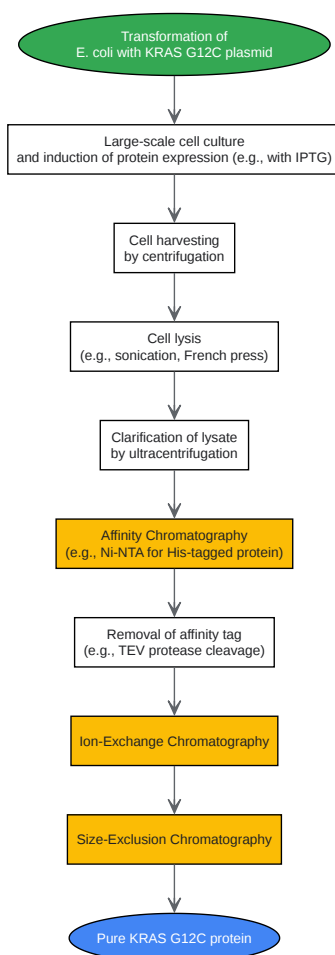 Transformation of
E. coli with KRAS G12C plasmid
Large-scale cell culture
and induction of protein expression (e.g., with IPTG)
Cell harvesting
by centrifugation
Cell lysis
(e.g., sonication, French press)
Clarification of lysate
by ultracentrifugation
Affinity Chromatography
(e.g., Ni-NTA for His-tagged protein)
Removal of affinity tag
(e.g., TEV protease cleavage)
Ion-Exchange Chromatography
Size-Exclusion Chromatography
Pure KRAS G12C protein